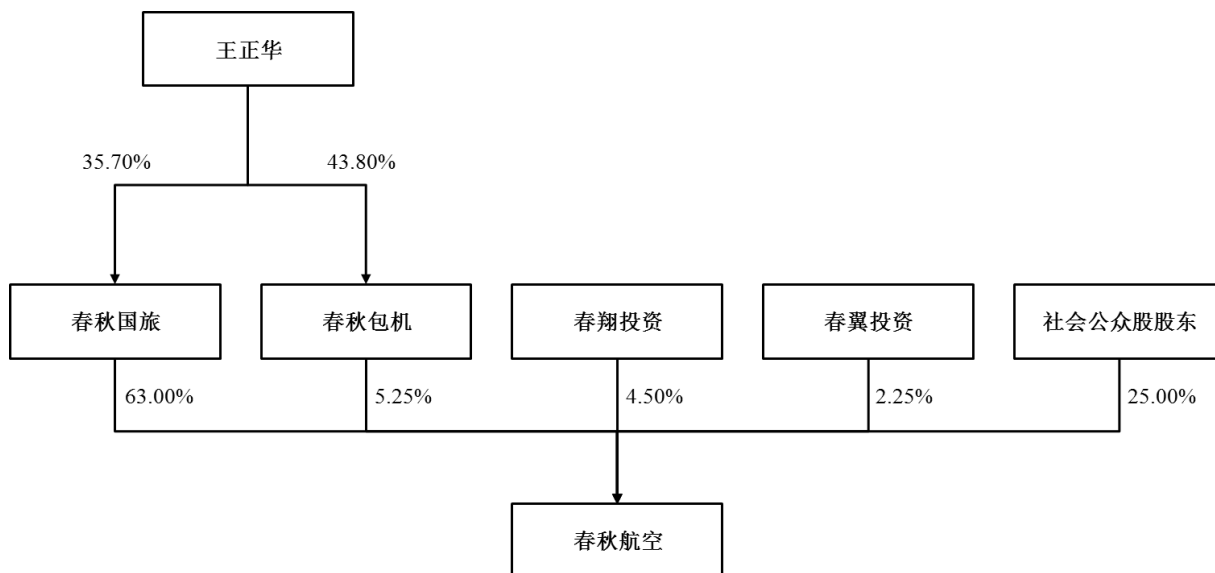 王正华
35.70%
43.80%
春秋国旅
春秋包机
春翔投资
春翼投资
社会公众股股东
63.00%
5.25%
4.50%
2.25%
25.00%
春秋航空